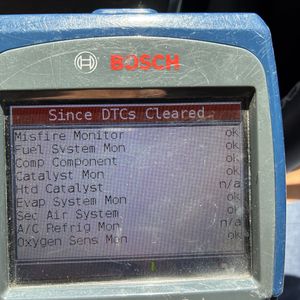 BOSCH
Since DTCs Cleared
Misfire Monitor ok
Fuel System Mon ok
Comp Component ok
Catalyst Mon ok
Htd Catalyst n/a
Evap System Mon ok
Sec Air System ok
A/C Refrig Mon n/a
Oxygen Sens Mon ok